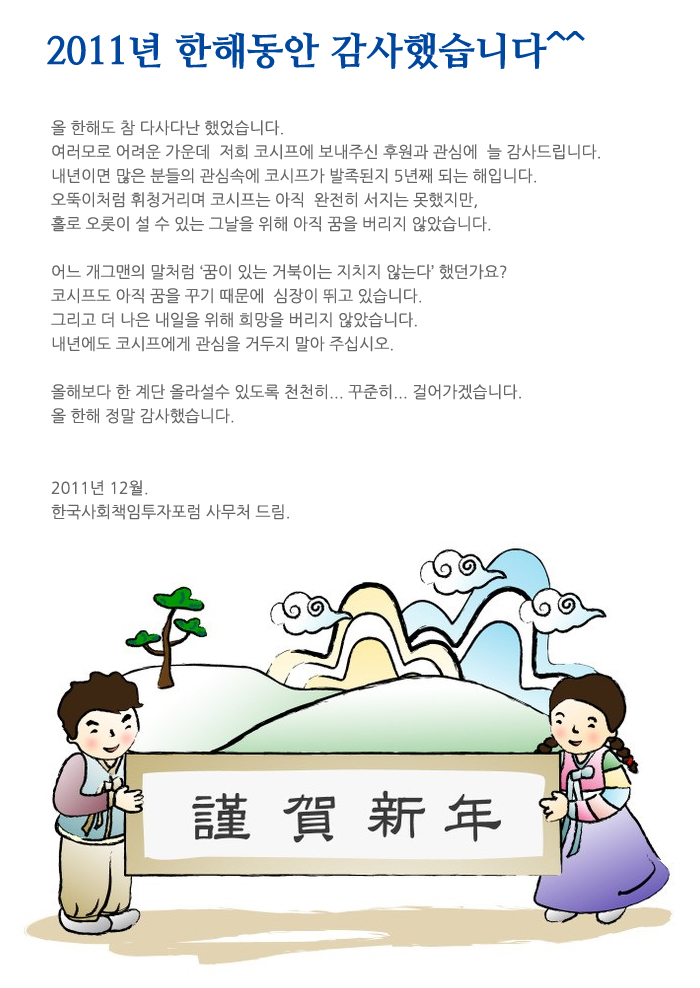 2011년 한해동안 감사했습니다^^
올 한해도 참 다사다난 했었습니다.
여러모로 어려운 가운데 저희 코시프에 보내주신 후원과 관심에 늘 감사드립니다.
내년이면 많은 분들의 관심속에 코시프가 발족된지 5년째 되는 해입니다.
오뚝이처럼 휘청거리며 코시프는 아직 완전히 서지는 못했지만,
홀로 오롯이 설 수 있는 그날을 위해 아직 꿈을 버리지 않았습니다.
어느 개그맨의 말처럼 ‘꿈이 있는 거북이는 지치지 않는다’ 했던가요?
코시프도 아직 꿈을 꾸기 때문에 심장이 뛰고 있습니다.
그리고 더 나은 내일을 위해 희망을 버리지 않았습니다.
내년에도 코시프에게 관심을 거두지 말아 주십시오.
올해보다 한 계단 올라설수 있도록 천천히... 꾸준히... 걸어가겠습니다.
올 한해 정말 감사했습니다.
2011년 12월.
한국사회책임투자포럼 사무처 드림.
謹賀新年